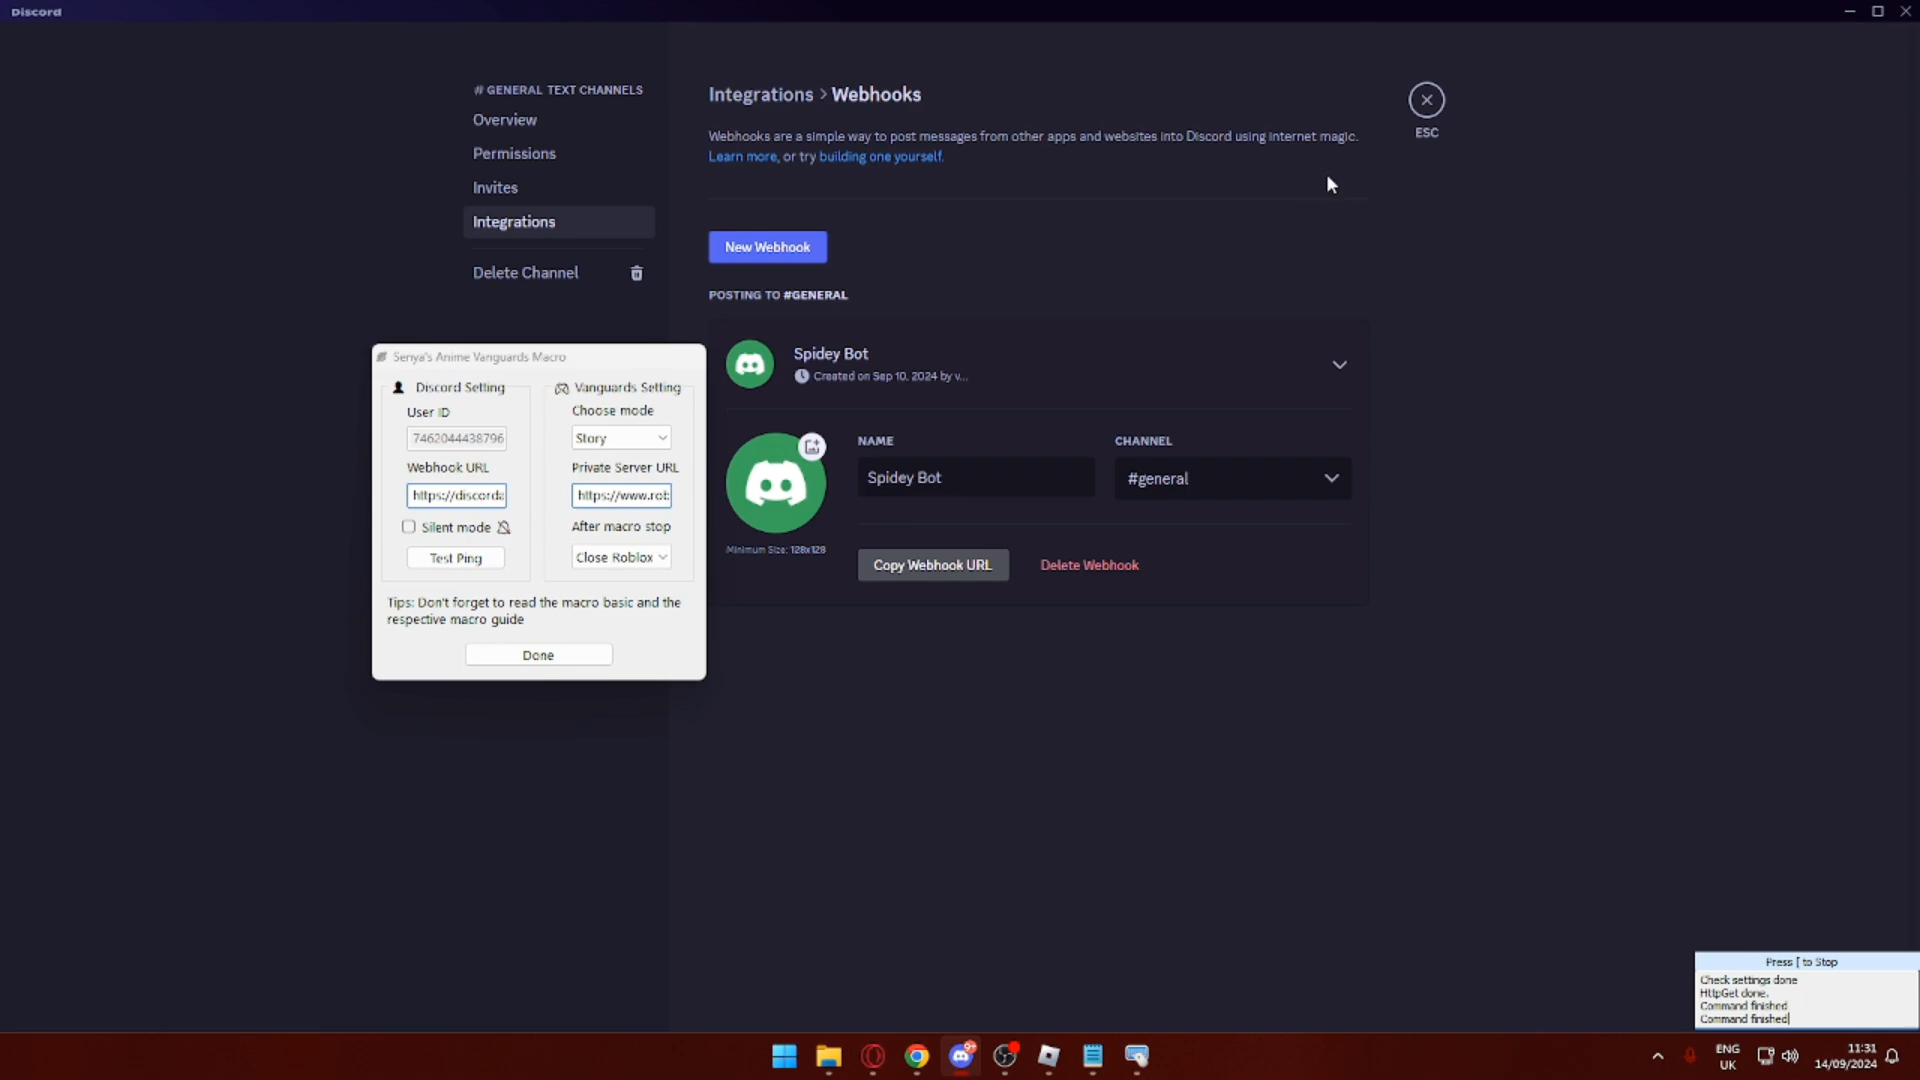 Discord
# GENERAL TEXT CHANNELS
Overview
Permissions
Invites
Integrations
Delete Channel
Integrations > Webhooks
Webhooks are a simple way to post messages from other apps and websites into Discord using internet magic.
Learn more, or try building one yourself.
ESC
New Webhook
POSTING TO #GENERAL
Spidey Bot
Created on Sep 10, 2024 by v...
NAME
Spidey Bot
CHANNEL
#general
Minimum Size: 128x128
Copy Webhook URL
Delete Webhook
Senya's Anime Vanguards Macro
Discord Setting
User ID
7462044438796
Webhook URL
https://discorda
Silent mode
Test Ping
Vanguards Setting
Choose mode
Story
Private Server URL
https://www.rob
After macro stop
Close Roblox
Tips: Don't forget to read the macro basic and the
respective macro guide
Done
Press [ to Stop
Check settings done
HttpGet done.
Command finished
Command finished
9+
ENG
UK
11:31
14/09/2024